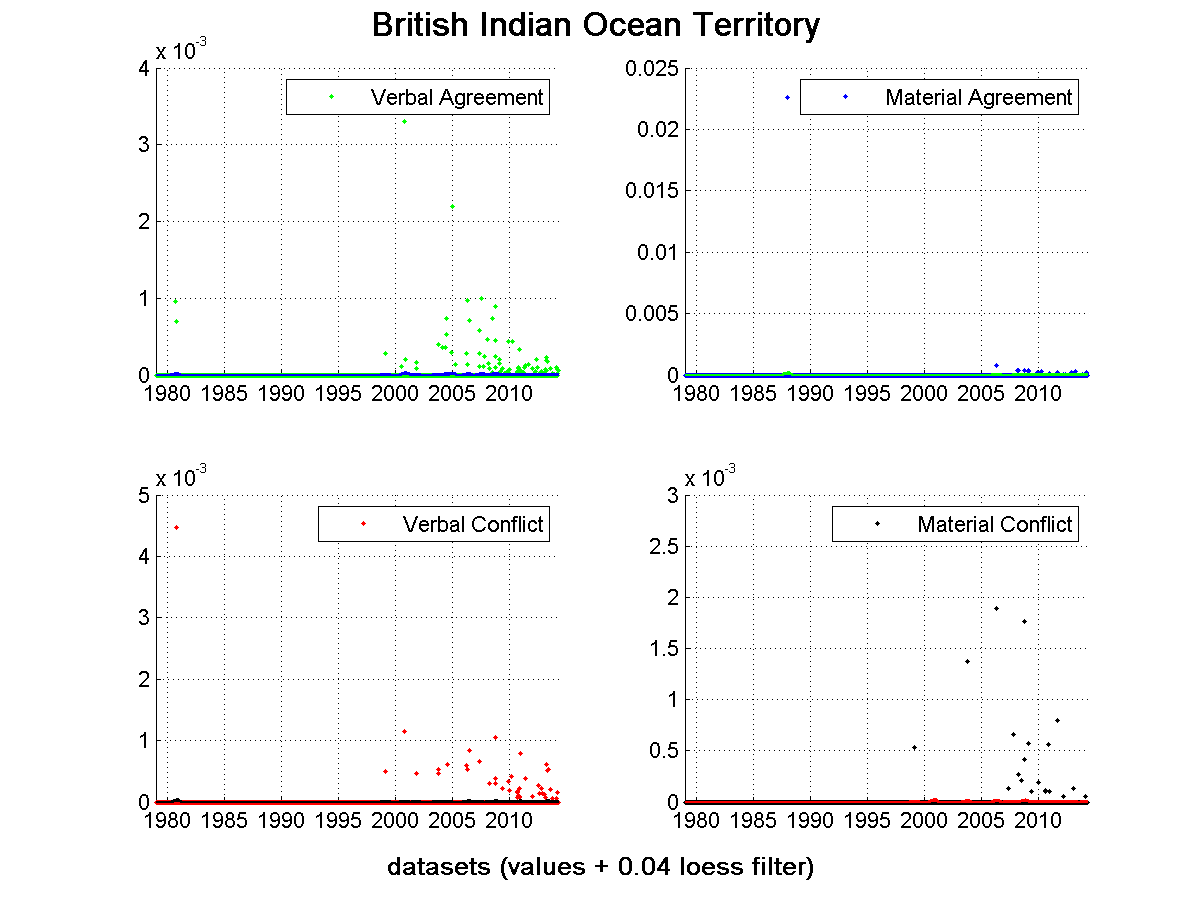 British Indian Ocean Territory
x 10-3
4
3
2
1
0
1980 1985 1990 1995 2000 2005 2010
Verbal Agreement
0.025
0.02
0.015
0.01
0.005
0
1980 1985 1990 1995 2000 2005 2010
Material Agreement
x 10-3
5
4
3
2
1
0
1980 1985 1990 1995 2000 2005 2010
Verbal Conflict
x 10-3
3
2.5
2
1.5
1
0.5
0
1980 1985 1990 1995 2000 2005 2010
Material Conflict
datasets (values + 0.04 loess filter)